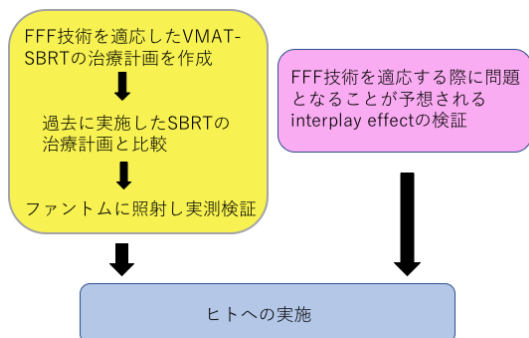 FFF技術を適応したVMAT-
SBRTの治療計画を作成
過去に実施したSBRTの
治療計画と比較
ファントムに照射し実測検証
FFF技術を適応する際に問題
となることが予想される
interplay effectの検証
ヒトへの実施